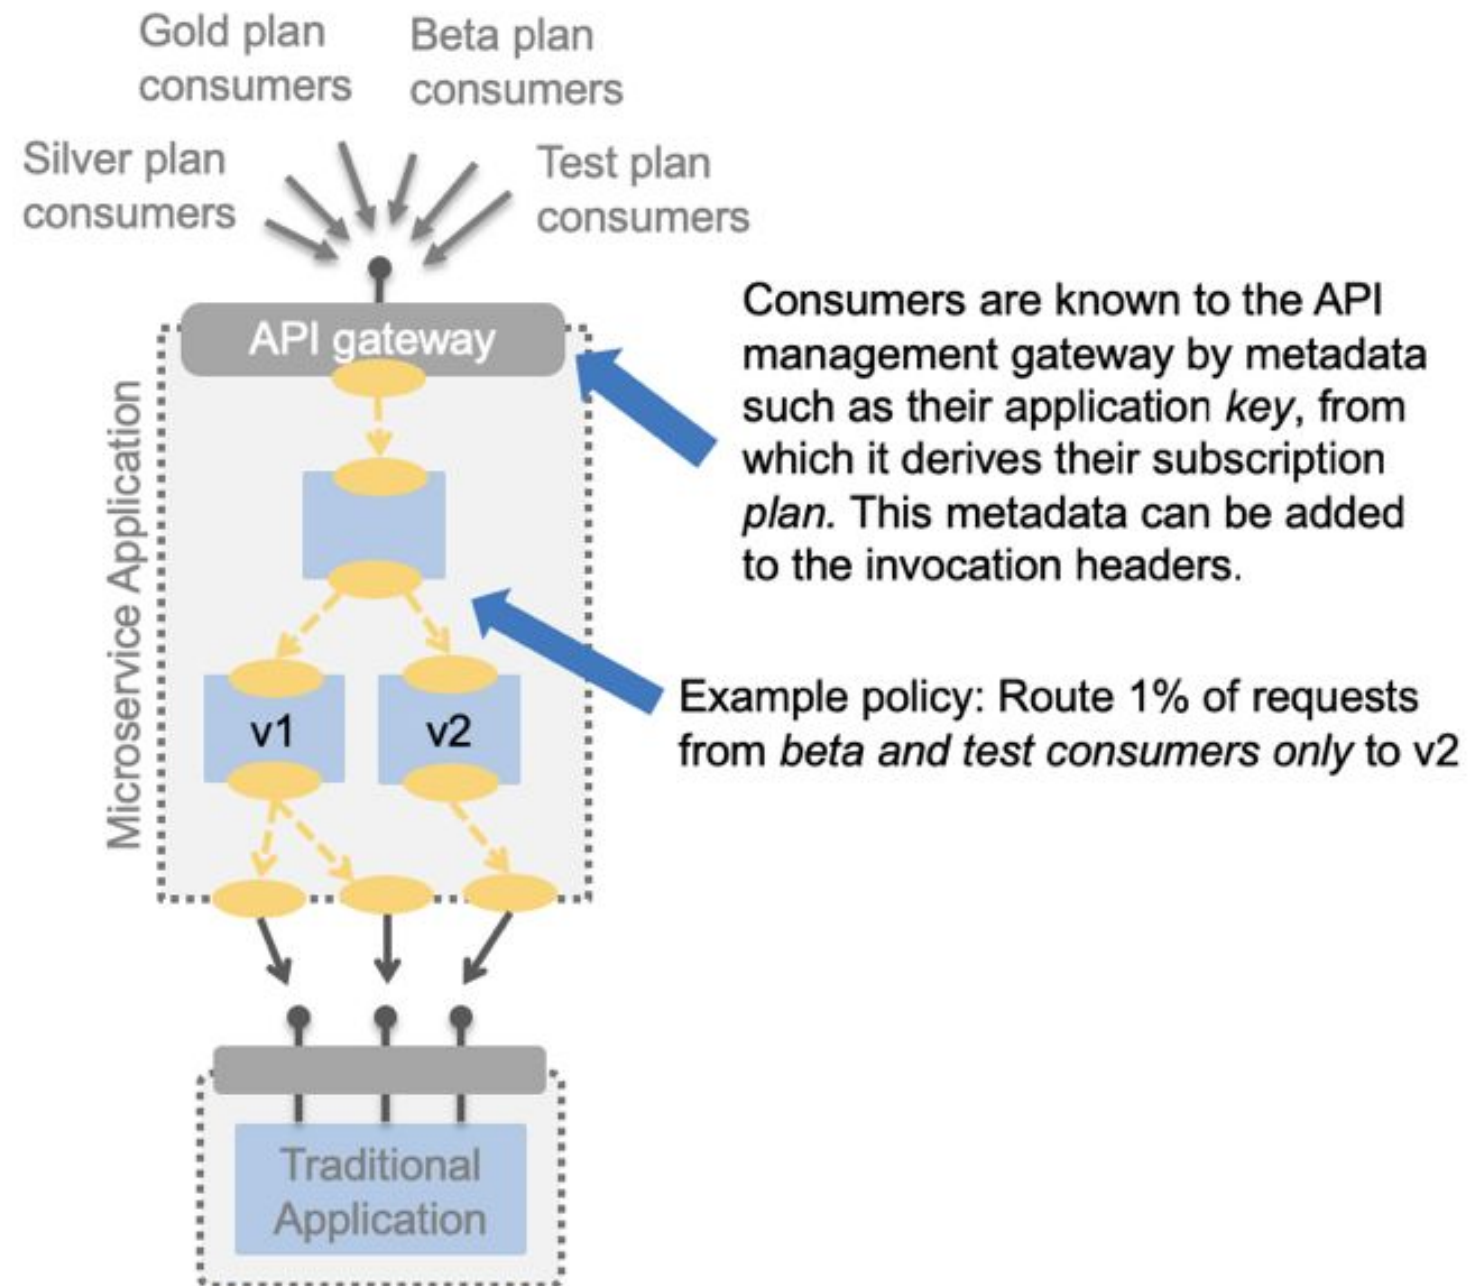 Gold plan
consumers
Beta plan
consumers
Silver plan
consumers
Test plan
consumers
API gateway
Consumers are known to the API
management gateway by metadata
such as their application key, from
which it derives their subscription
plan. This metadata can be added
to the invocation headers.
Microservice Application
Example policy: Route 1% of requests
from beta and test consumers only to v2
v1
v2
Traditional
Application